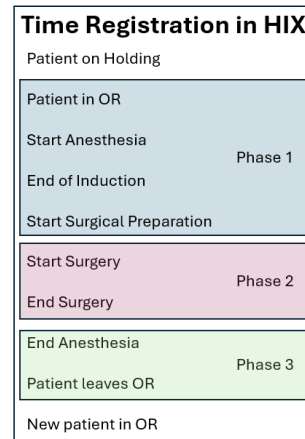 Time Registration in HIX
Patient on Holding
Patient in OR
Start Anesthesia
Phase 1
End of Induction
Start Surgical Preparation
Start Surgery
Phase 2
End Surgery
End Anesthesia
Phase 3
Patient leaves OR
New patient in OR